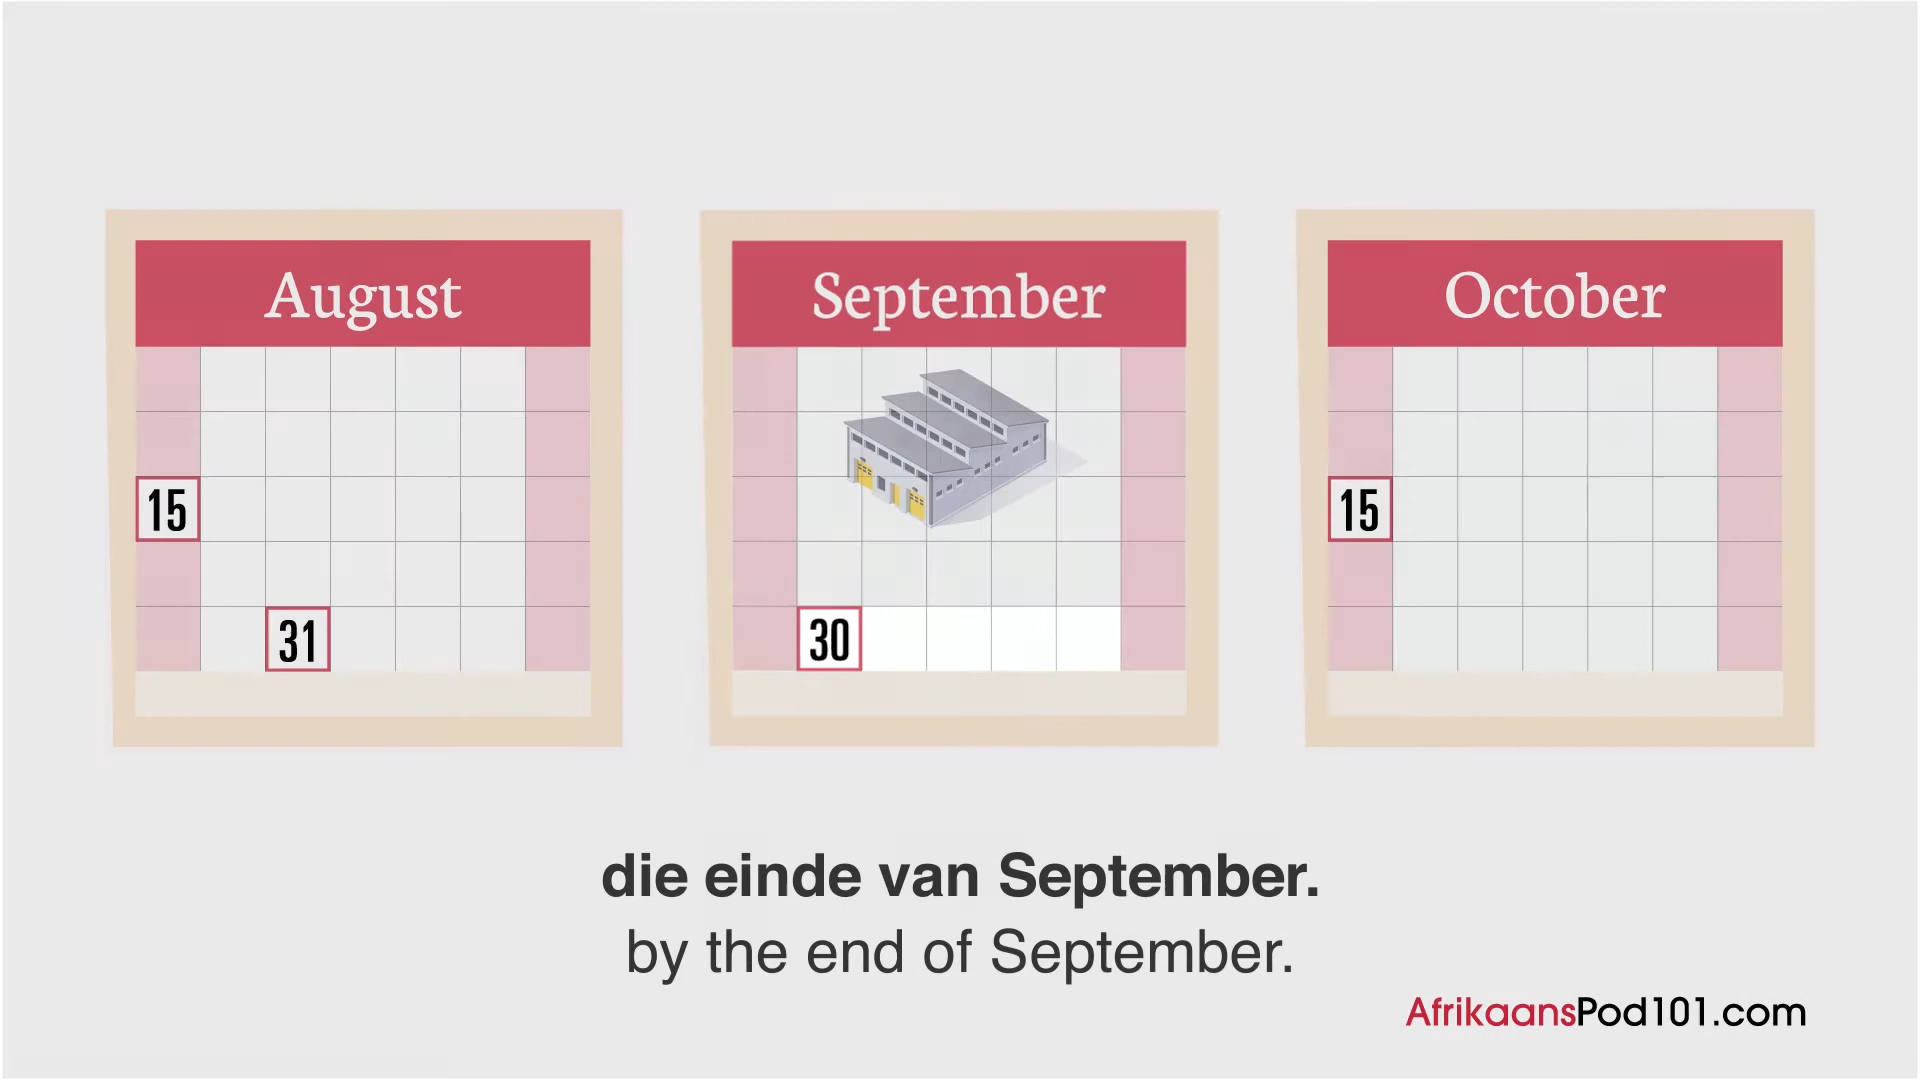 August
September
October
15
15
31
30
die einde van September.
by the end of September.
AfrikaansPod101.com